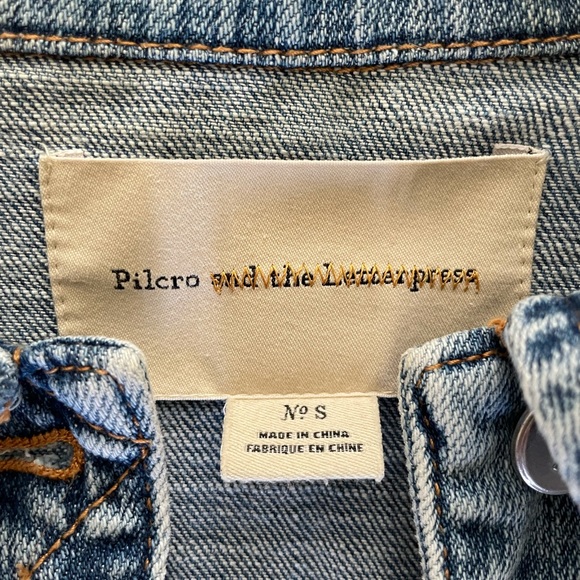 Pilcro and the Letterpress
Nº S
MADE IN CHINA
FABRIQUE EN CHINE